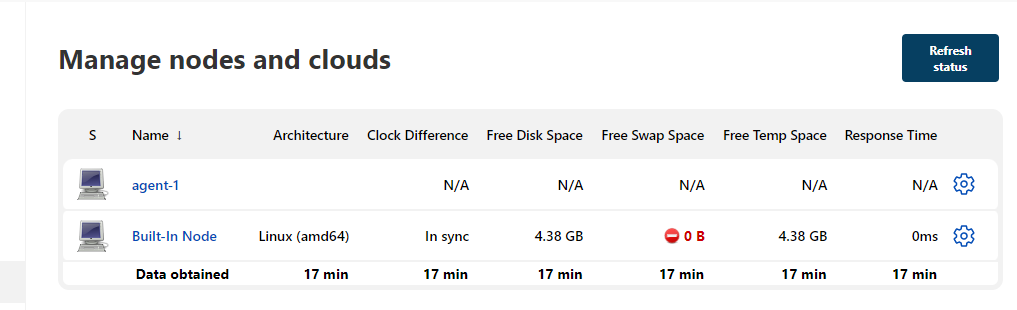 Manage nodes and clouds
Refresh
status
S Name ↓ Architecture Clock Difference Free Disk Space Free Swap Space Free Temp Space Response Time
agent-1 N/A N/A N/A N/A N/A
Built-In Node Linux (amd64) In sync 4.38 GB 0 B 4.38 GB 0ms
Data obtained 17 min 17 min 17 min 17 min 17 min 17 min